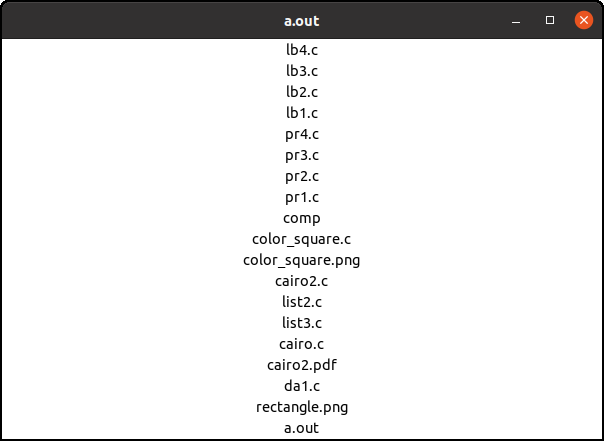 a.out
lb4.c
lb3.c
lb2.c
lb1.c
pr4.c
pr3.c
pr2.c
pr1.c
comp
color_square.c
color_square.png
cairo2.c
list2.c
list3.c
cairo.c
cairo2.pdf
da1.c
rectangle.png
a.out